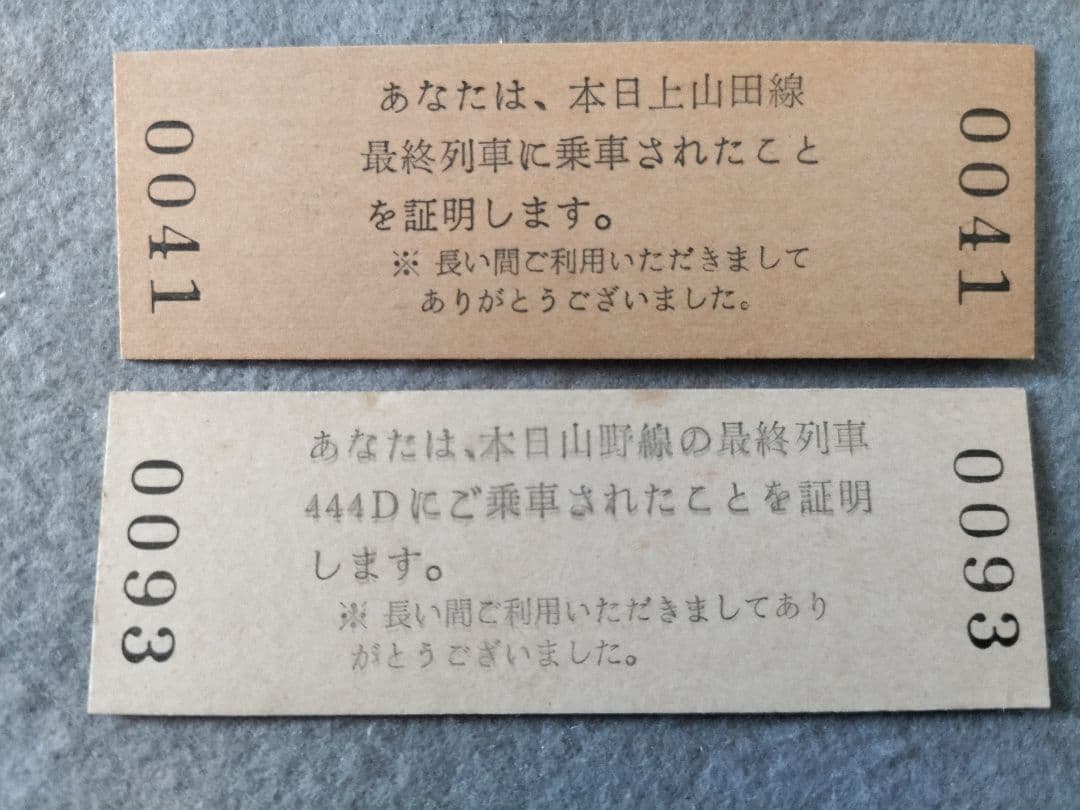 0041
あなたは、本日上山田線
最終列車に乗車されたこと
を証明します。
※ 長い間ご利用いただきまして
ありがとうございました。
0041
0093
あなたは、本日山野線の最終列車
444Dにご乗車されたことを証明
します。
※ 長い間ご利用いただきましてあり
がとうございました。
0093